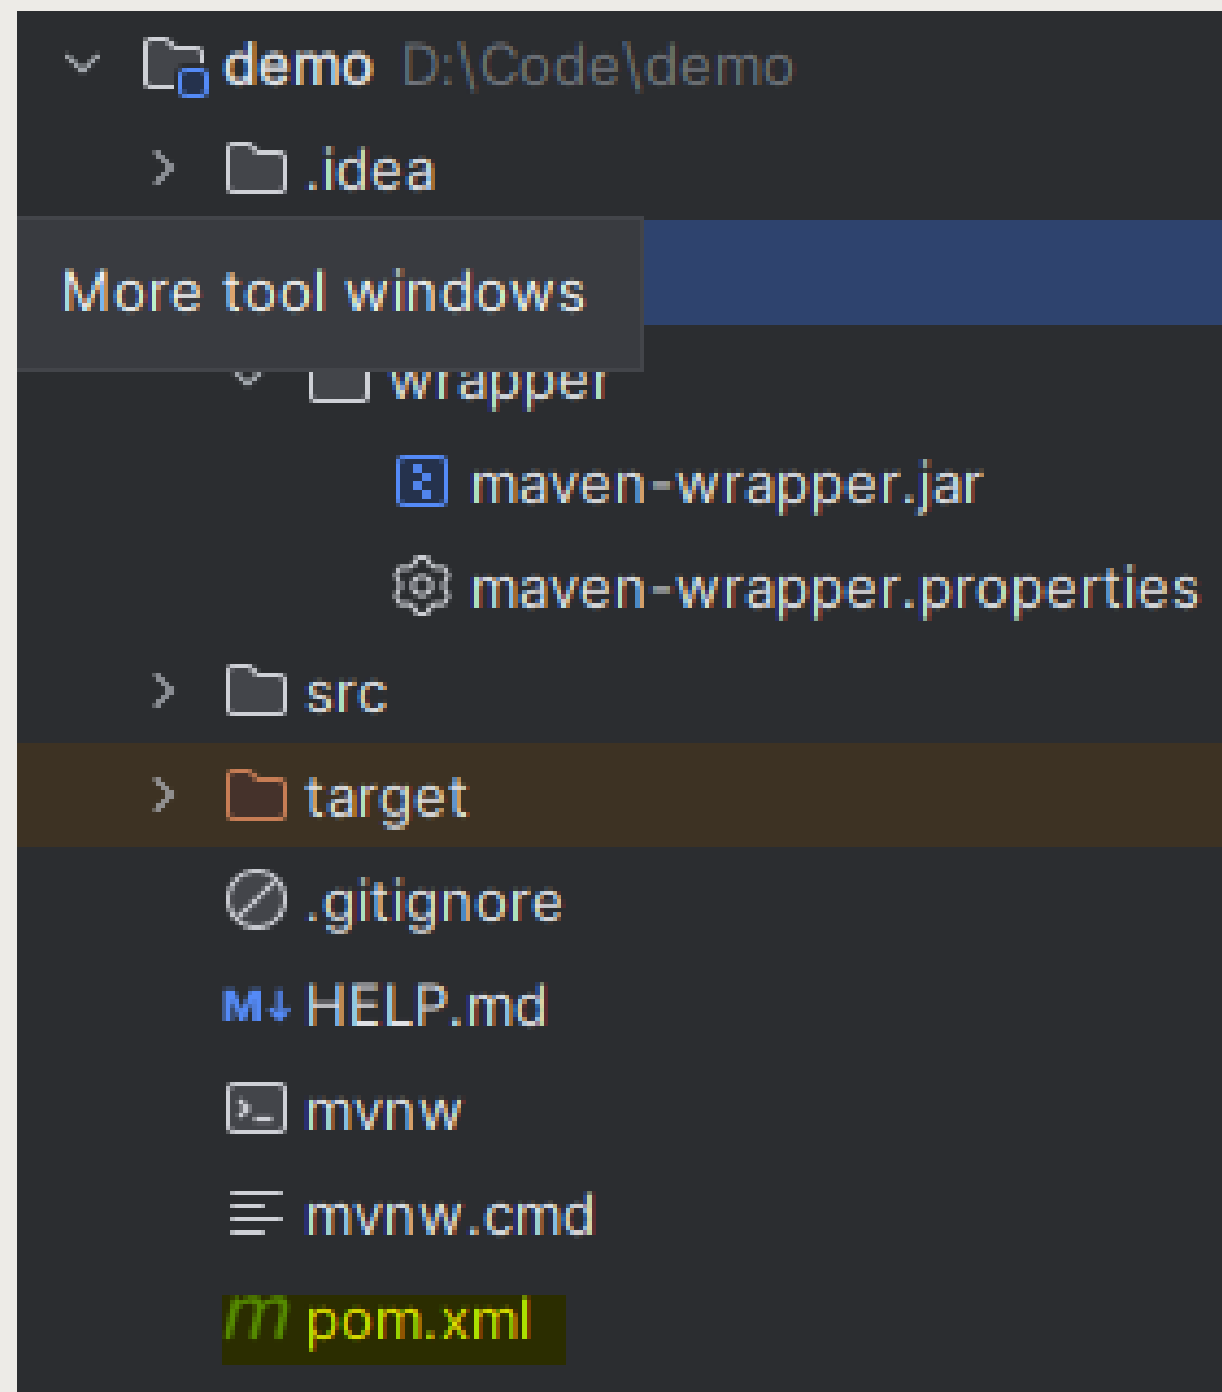 demo D:\Code\demo
.idea
More tool windows
wrapper
maven-wrapper.jar
maven-wrapper.properties
src
target
.gitignore
M↓ HELP.md
mvnw
mvnw.cmd
m pom.xml